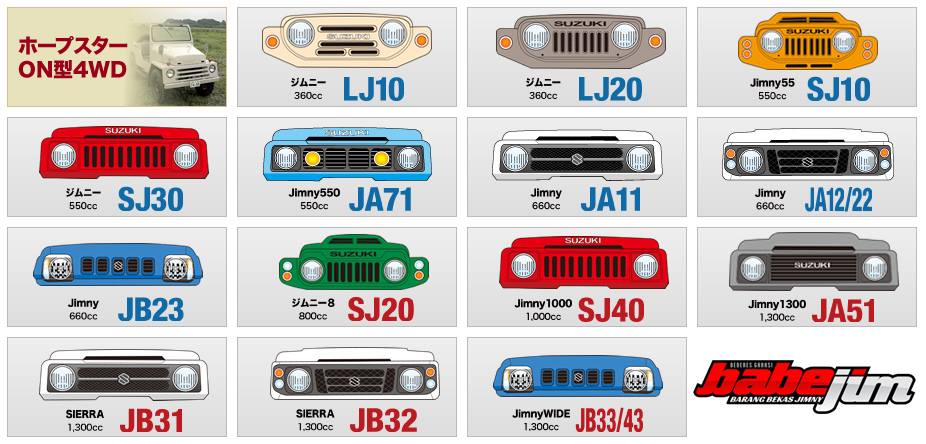 ホープスター
ON型4WD
SUZUKI
ジムニー
360cc
LJ10
SUZUKI
ジムニー
360cc
LJ20
SUZUKI
Jimny55
550cc
SJ10
SUZUKI
ジムニー
550cc
SJ30
SUZUKI
Jimny550
550cc
JA71
Jimny
660cc
JA11
Jimny
660cc
JA12/22
Jimny
660cc
JB23
SUZUKI
ジムニー8
800cc
SJ20
SUZUKI
Jimny1000
1,000cc
SJ40
SUZUKI
Jimny1300
1,300cc
JA51
SIERRA
1,300cc
JB31
SIERRA
1,300cc
JB32
JimnyWIDE
1,300cc
JB33/43
BEBERES GARASI
babejim
BARANG BEKAS JIMNY